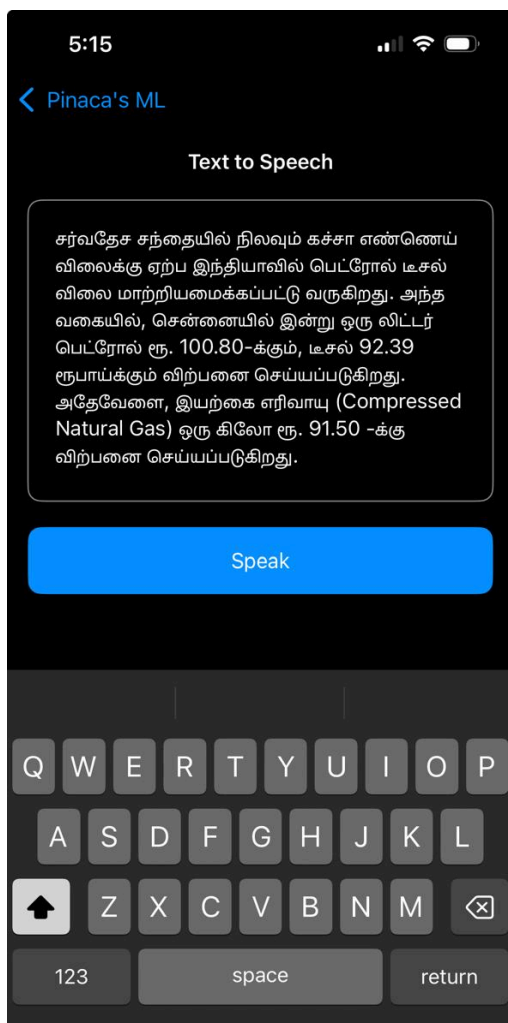 5:15
Pinaca's ML
Text to Speech
சர்வதேச சந்தையில் நிலவும் கச்சா எண்ணெய்
விலைக்கு ஏற்ப இந்தியாவில் பெட்ரோல் டீசல்
விலை மாற்றியமைக்கப்பட்டு வருகிறது. அந்த
வகையில், சென்னையில் இன்று ஒரு லிட்டர்
பெட்ரோல் ரூ. 100.80-க்கும், டீசல் 92.39
ரூபாய்க்கும் விற்பனை செய்யப்படுகிறது.
அதேவேளை, இயற்கை எரிவாயு (Compressed
Natural Gas) ஒரு கிலோ ரூ. 91.50 -க்கு
விற்பனை செய்யப்படுகிறது.
Speak
Q W E R T Y U I O P
A S D F G H J K L
Z X C V B N M
123 space return